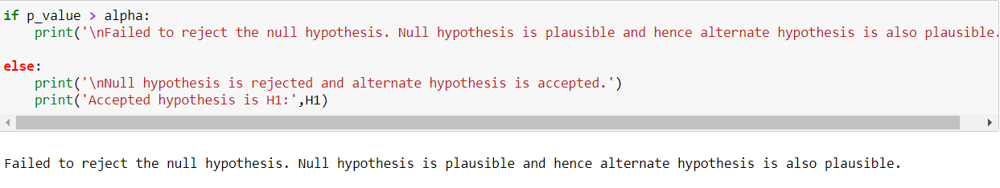 if p_value > alpha:
    print('\nFailed to reject the null hypothesis. Null hypothesis is plausible and hence alternate hypothesis is also plausible.
else:
    print('\nNull hypothesis is rejected and alternate hypothesis is accepted.')
    print('Accepted hypothesis is H1:',H1)
Failed to reject the null hypothesis. Null hypothesis is plausible and hence alternate hypothesis is also plausible.